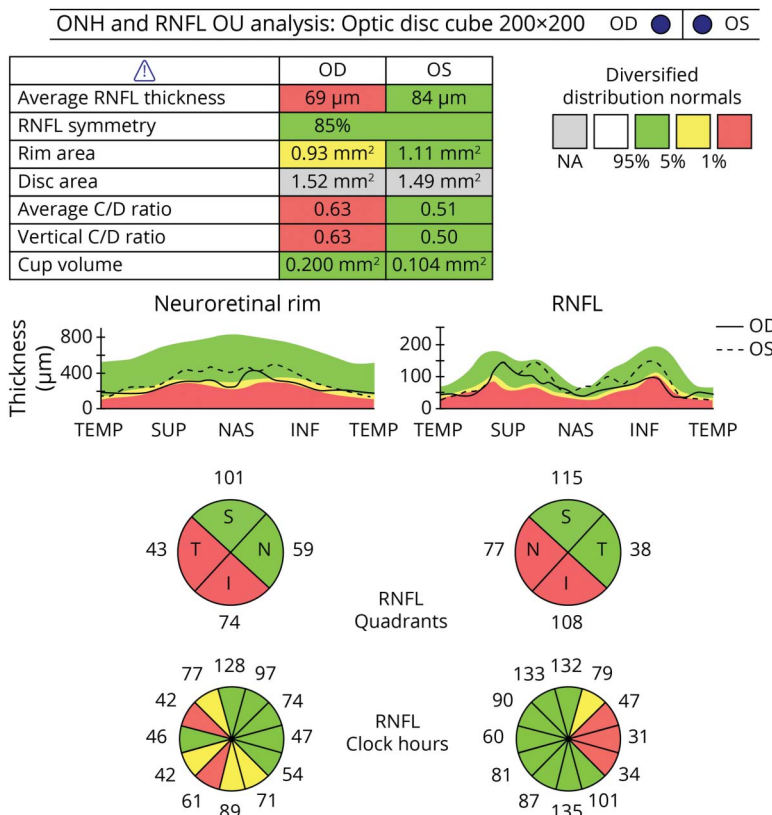 ONH and RNFL OU analysis: Optic disc cube 200×200 OD OS
OD OS
Average RNFL thickness 69 µm 84 µm
RNFL symmetry 85%
Rim area 0.93 mm² 1.11 mm²
Disc area 1.52 mm² 1.49 mm²
Average C/D ratio 0.63 0.51
Vertical C/D ratio 0.63 0.50
Cup volume 0.200 mm² 0.104 mm²
Diversified
distribution normals
NA 95% 5% 1%
Neuroretinal rim
Thickness
(µm)
800
400
0
TEMP SUP NAS INF TEMP
RNFL
200
100
0
TEMP SUP NAS INF TEMP
OD
OS
101
S
43 T N 59
I
74
115
S
77 N T 38
I
108
RNFL
Quadrants
77 128 97
42 74
46 47
42 54
61 89 71
RNFL
Clock hours
133 132 79
90 47
60 31
81 34
87 135 101